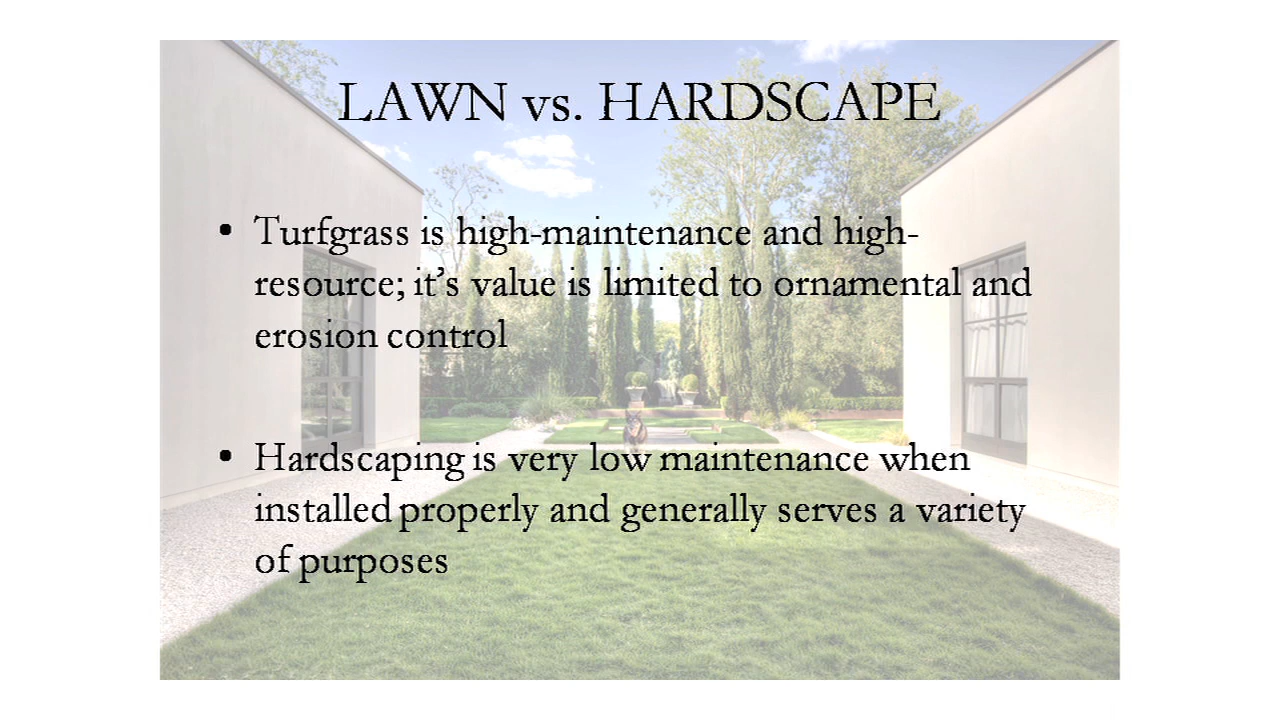 LAWN vs. HARDSCAPE
• Turfgrass is high-maintenance and high-
resource; it’s value is limited to ornamental and
erosion control
• Hardscaping is very low maintenance when
installed properly and generally serves a variety
of purposes